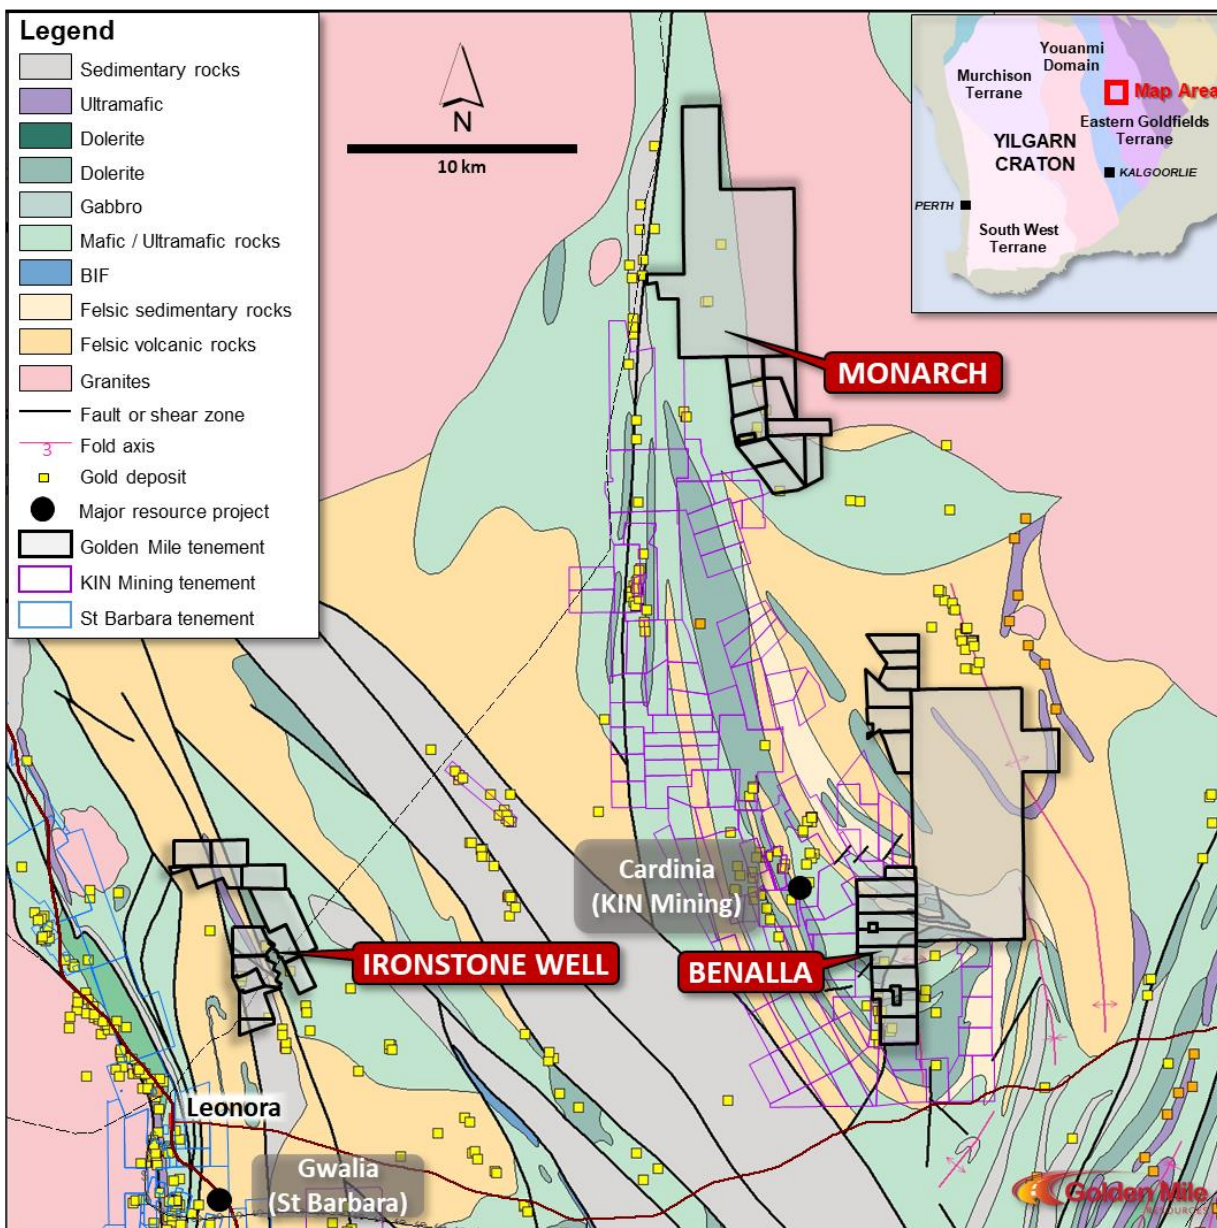 Legend
Sedimentary rocks
Ultramafic
Dolerite
Dolerite
Gabbro
Mafic / Ultramafic rocks
BIF
Felsic sedimentary rocks
Felsic volcanic rocks
Granites
Fault or shear zone
3
Fold axis
Gold deposit
Major resource project
Golden Mile tenement
KIN Mining tenement
St Barbara tenement
N
10 km
Youanmi
Domain
Murchison
Terrane
Map Area
Eastern Goldfields
Terrane
YILGARN
CRATON
KALGOORLIE
PERTH
South West
Terrane
MONARCH
Cardinia
(KIN Mining)
IRONSTONE WELL
BENALLA
Leonora
Gwalia
(St Barbara)
Golden Mile
RESOURCES